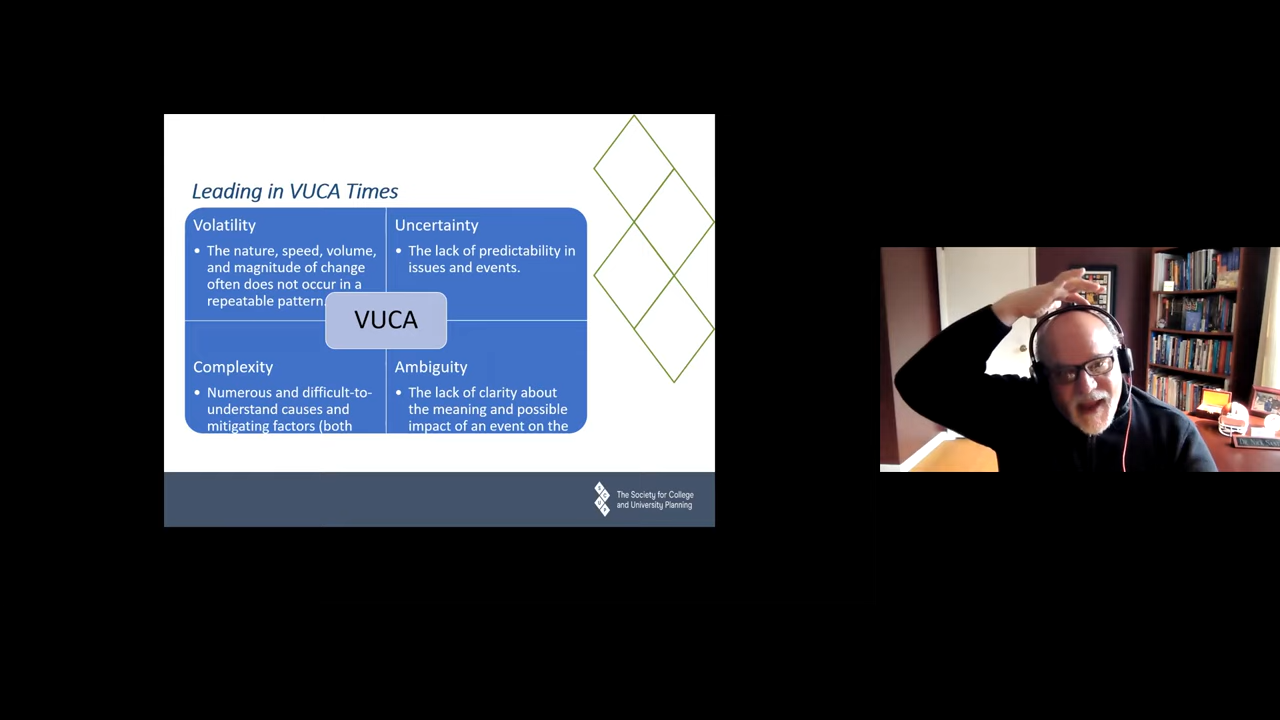 Leading in VUCA Times
Volatility
• The nature, speed, volume,
and magnitude of change
often does not occur in a
repeatable pattern.
Uncertainty
• The lack of predictability in
issues and events.
VUCA
Complexity
• Numerous and difficult-to-
understand causes and
mitigating factors (both
Ambiguity
• The lack of clarity about
the meaning and possible
impact of an event on the
SCUP
The Society for College
and University Planning